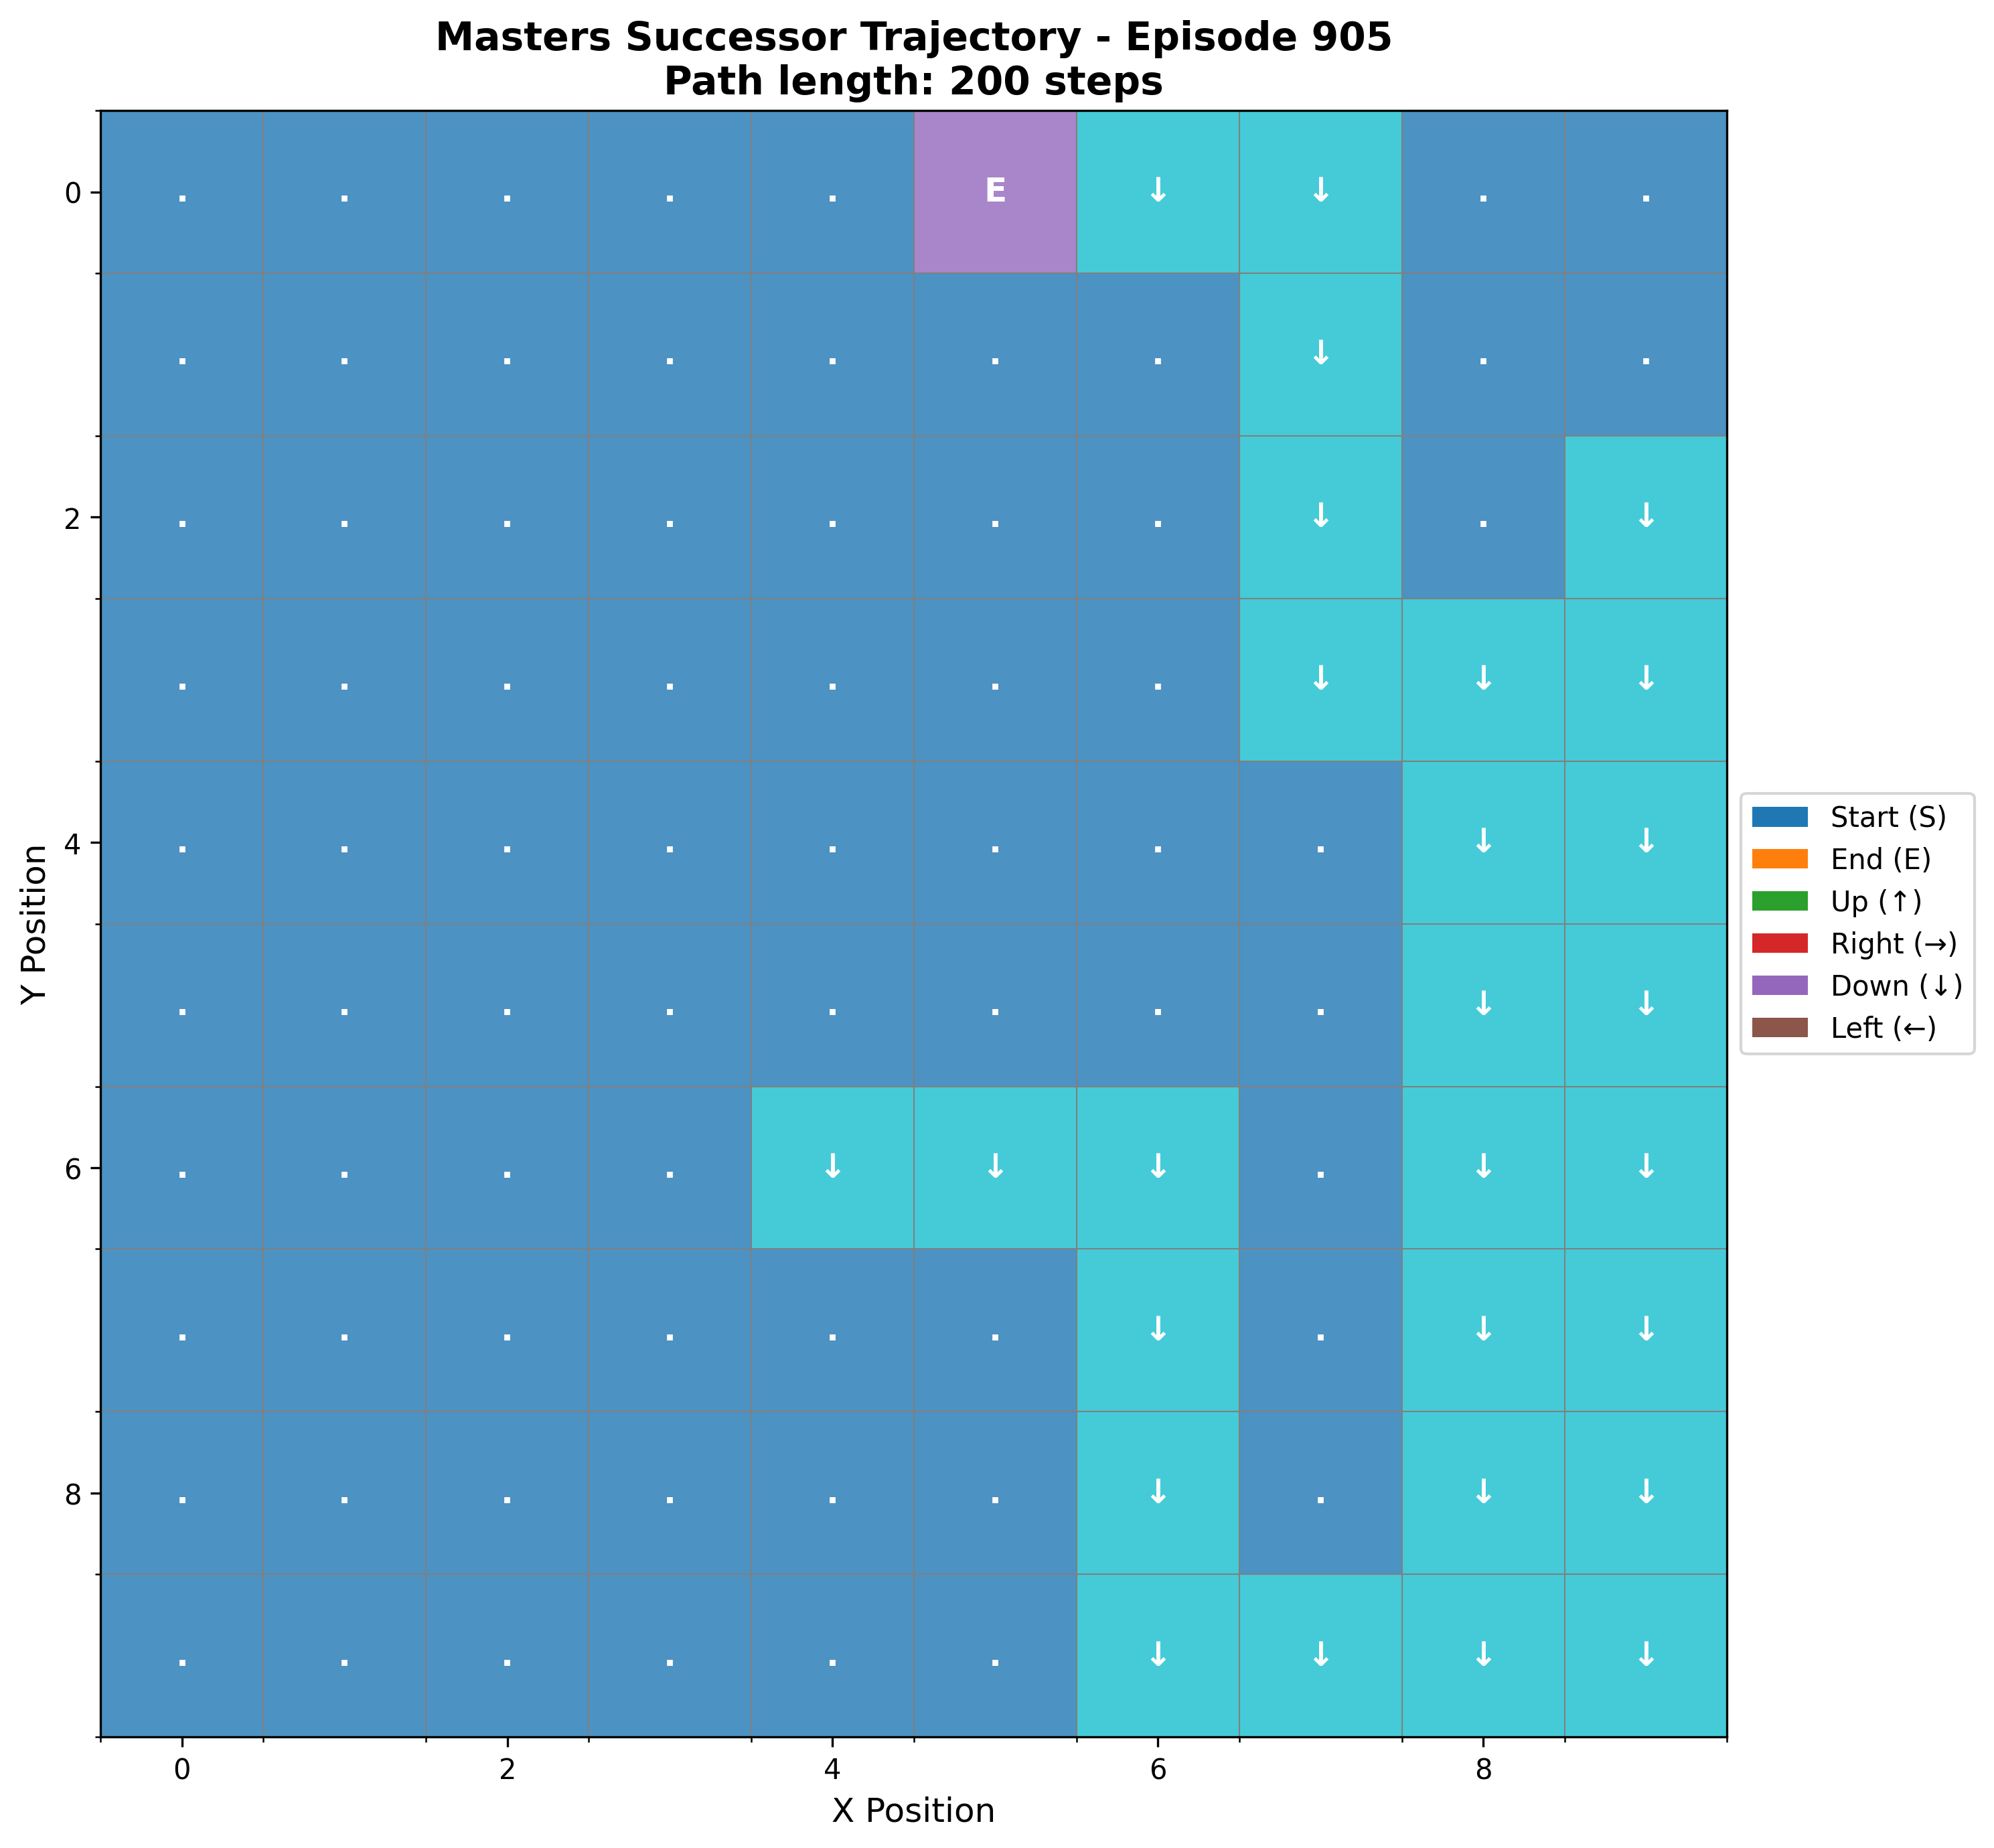 Masters Successor Trajectory - Episode 905
Path length: 200 steps
0 . . . . . E ↓ ↓ . .
. . . . . . . ↓ . .
2 . . . . . . . ↓ . ↓
. . . . . . . ↓ ↓ ↓
4 . . . . . . . . ↓ ↓
. . . . . . . . ↓ ↓
6 . . . . ↓ ↓ ↓ . ↓ ↓
. . . . . . ↓ . ↓ ↓
8 . . . . . . ↓ . ↓ ↓
. . . . . . ↓ ↓ ↓ ↓
0 2 4 6 8
X Position
Y Position
Start (S)
End (E)
Up (↑)
Right (→)
Down (↓)
Left (←)